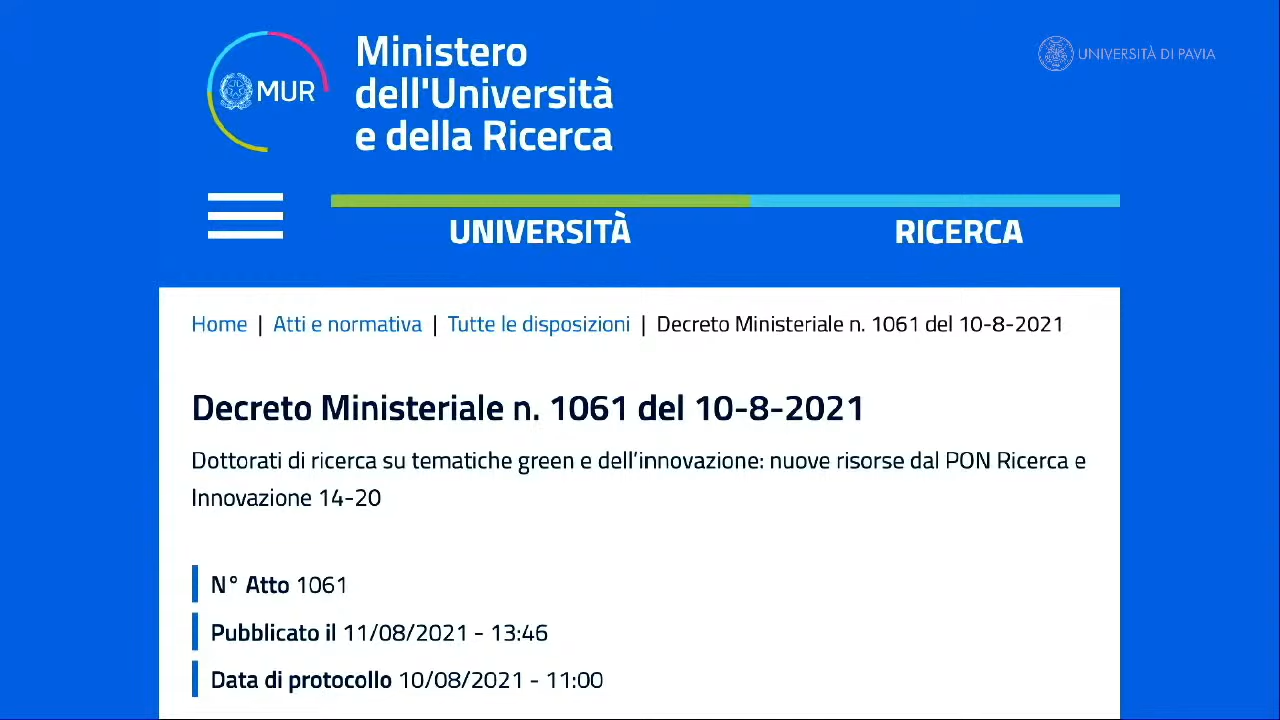 MUR
Ministero
dell'Università
e della Ricerca
UNIVERSITÀ DI PAVIA
UNIVERSITÀ
RICERCA
Home | Atti e normativa | Tutte le disposizioni | Decreto Ministeriale n. 1061 del 10-8-2021
Decreto Ministeriale n. 1061 del 10-8-2021
Dottorati di ricerca su tematiche green e dell’innovazione: nuove risorse dal PON Ricerca e
Innovazione 14-20
N° Atto 1061
Pubblicato il 11/08/2021 - 13:46
Data di protocollo 10/08/2021 - 11:00